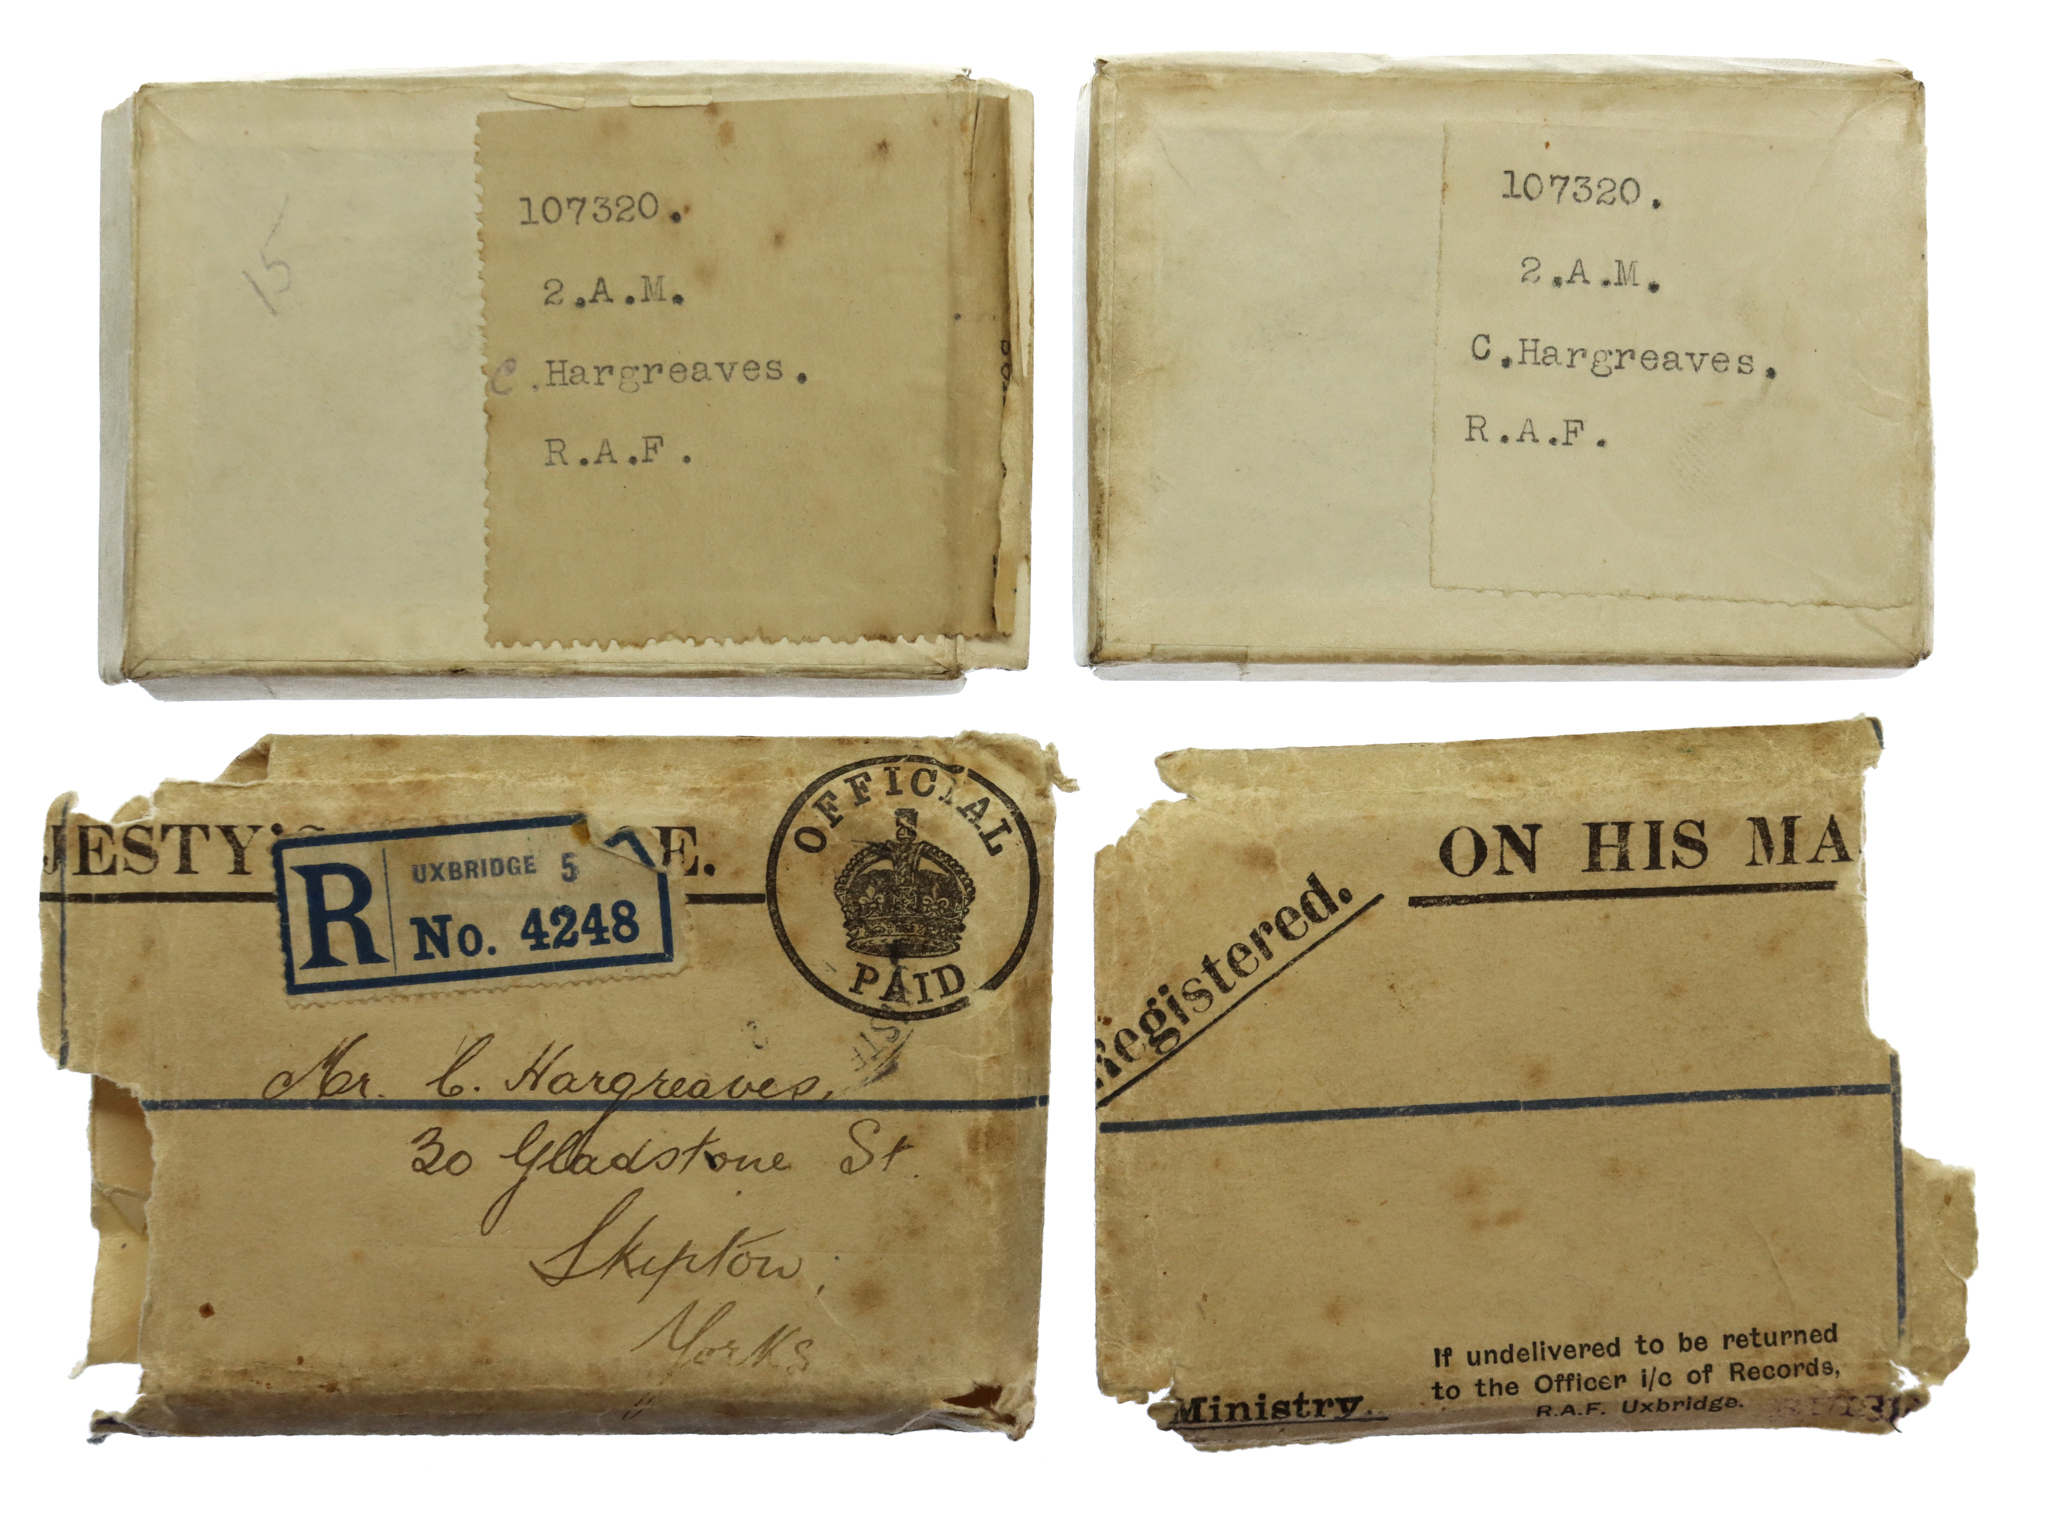 15
107320.
2.A.M.
C.Hargreaves.
R.A.F.
107320.
2.A.M.
C.Hargreaves.
R.A.F.
JESTY'S E.
OFFICIAL
PAID
R
UXBRIDGE 5
No. 4248
Mr. C. Hargreaves,
30 Gladstone St.
Skipton,
Yorks
ON HIS MA
Registered.
If undelivered to be returned
to the Officer i/c of Records,
R.A.F. Uxbridge.
Ministry.